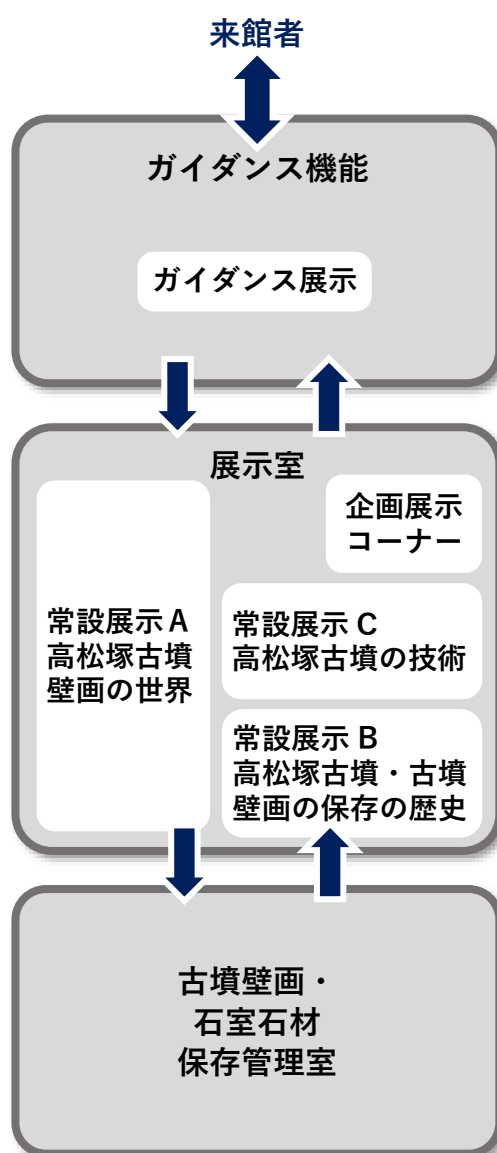 来館者
ガイダンス機能
ガイダンス展示
展示室
企画展示
コーナー
常設展示 A
高松塚古墳
壁画の世界
常設展示 C
高松塚古墳の技術
常設展示 B
高松塚古墳・古墳
壁画の保存の歴史
古墳壁画・
石室石材
保存管理室